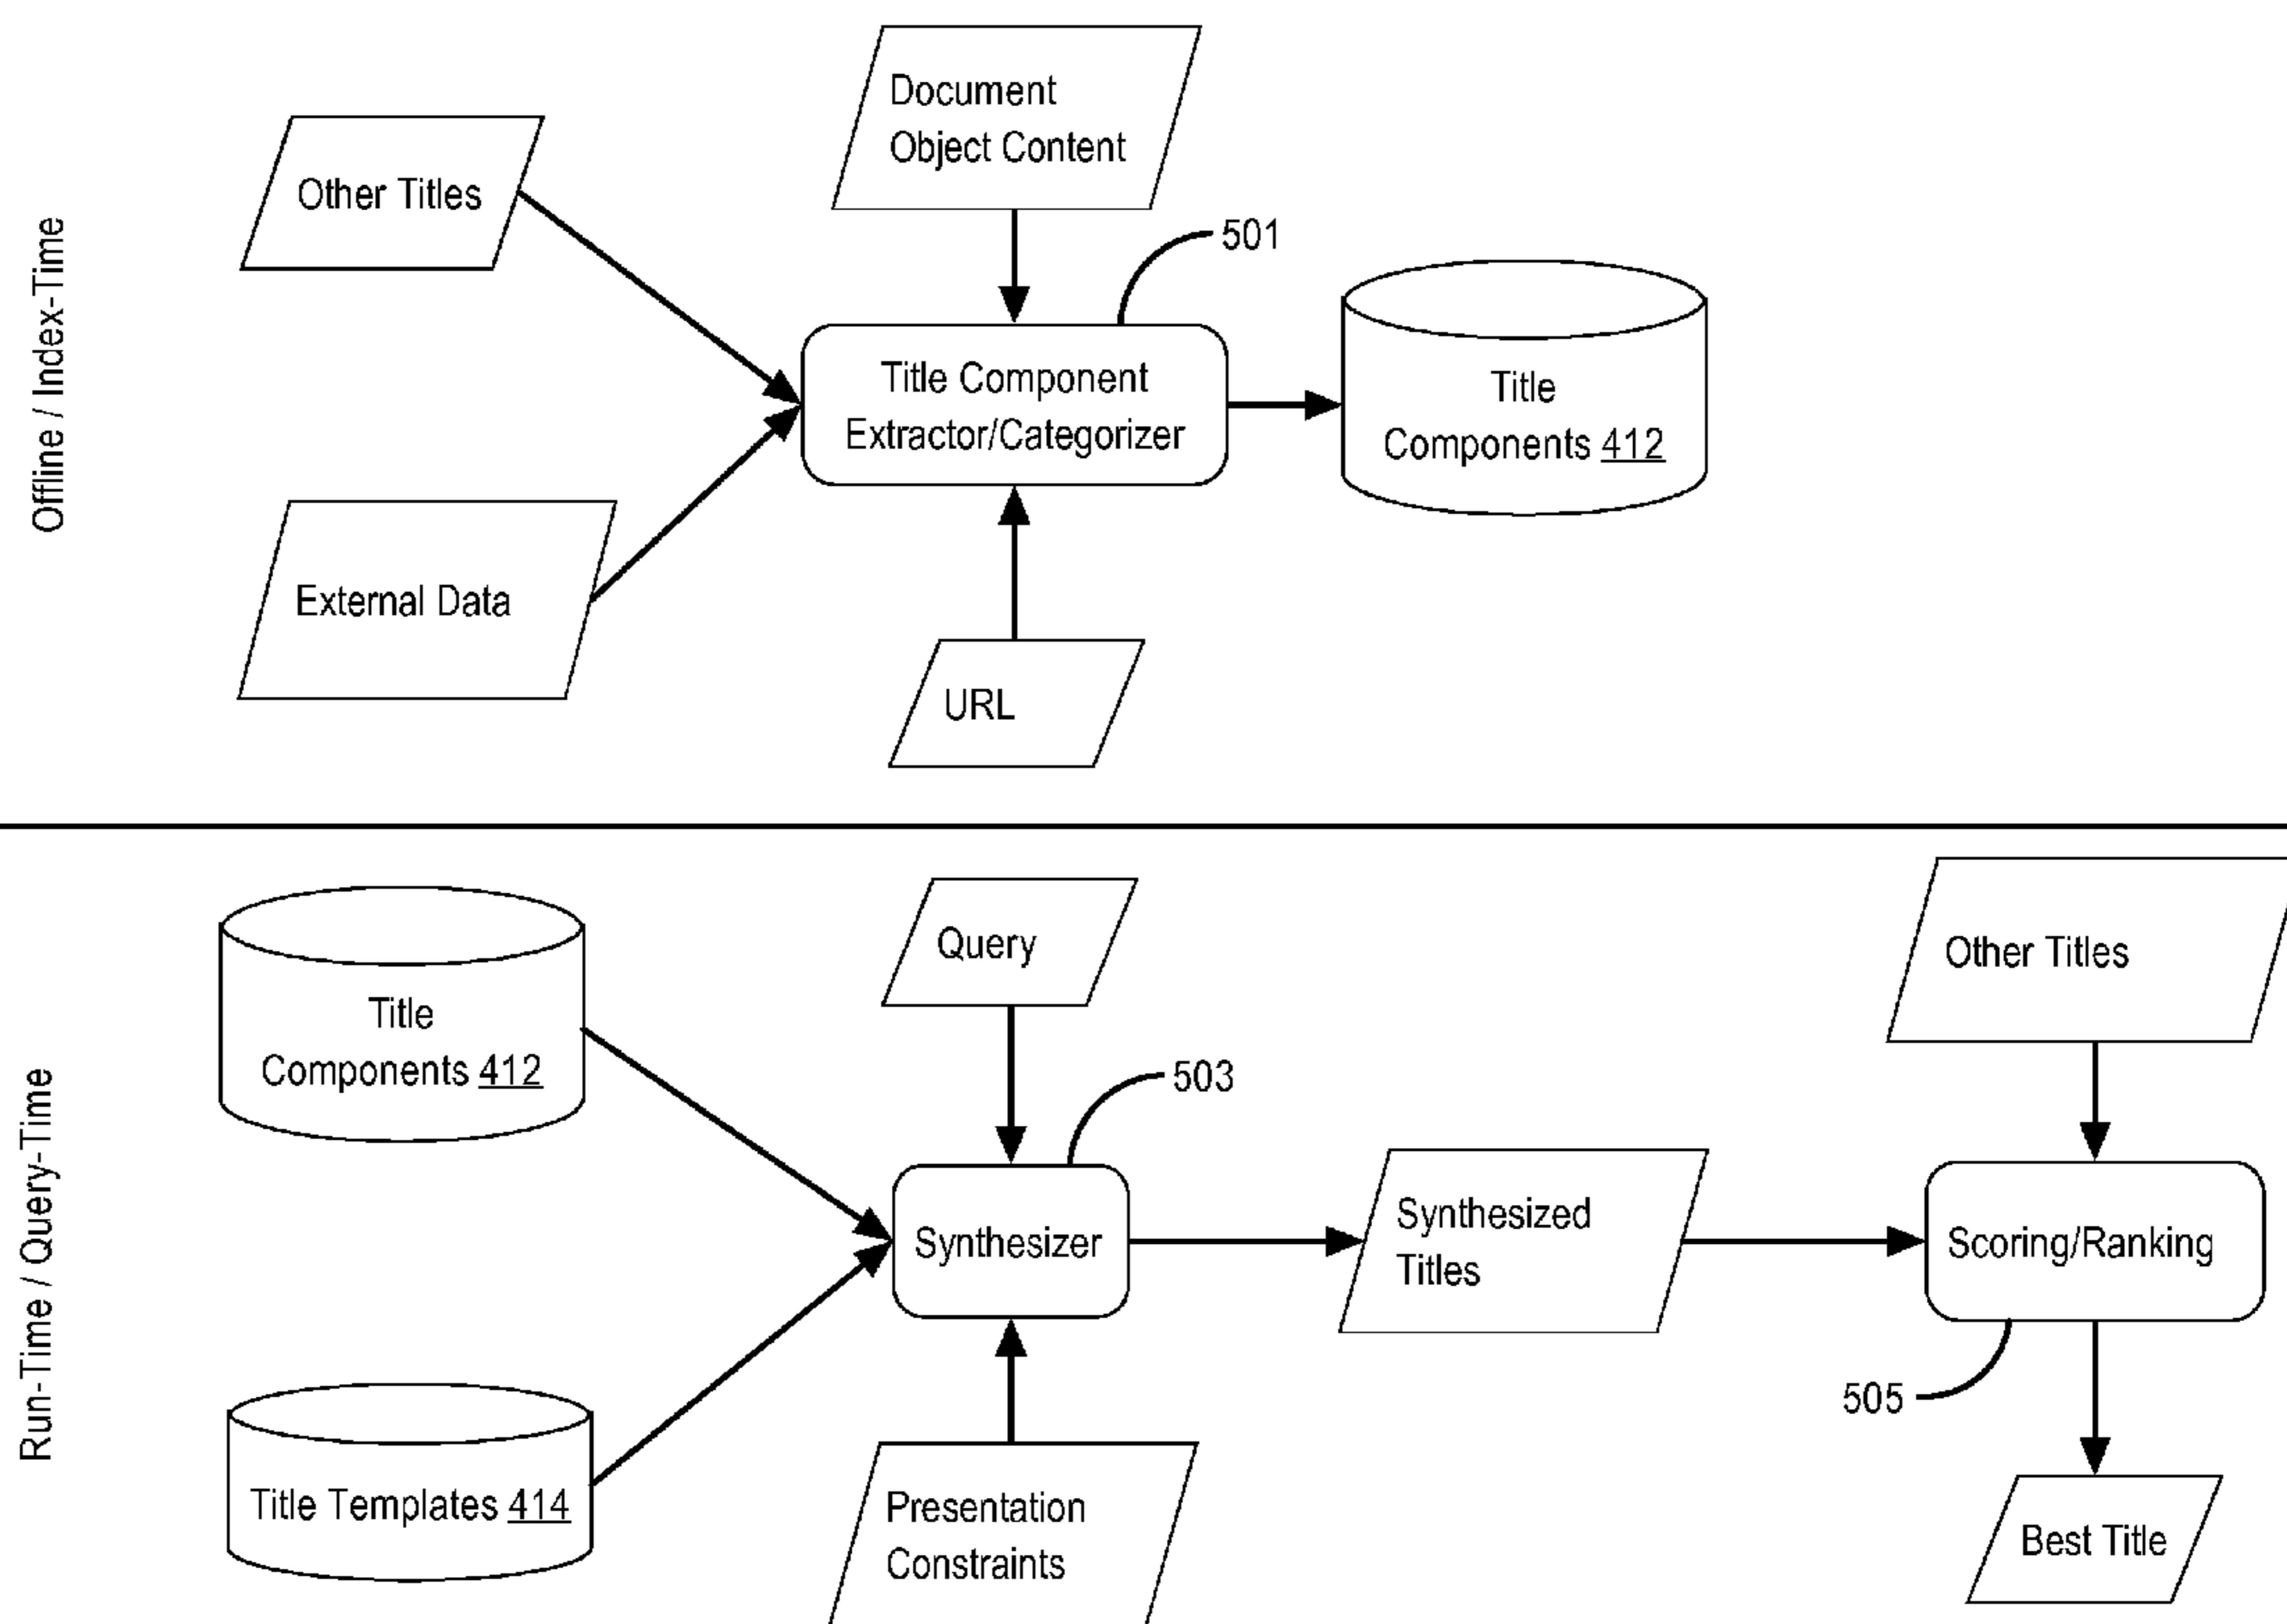 Offline / Index-Time
Document
Object Content
Other Titles
501
Title Component
Extractor/Categorizer
Title
Components 412
External Data
URL
Run-Time / Query-Time
Title
Components 412
Query
Other Titles
503
Synthesizer
Synthesized
Titles
Scoring/Ranking
505
Title Templates 414
Presentation
Constraints
Best Title